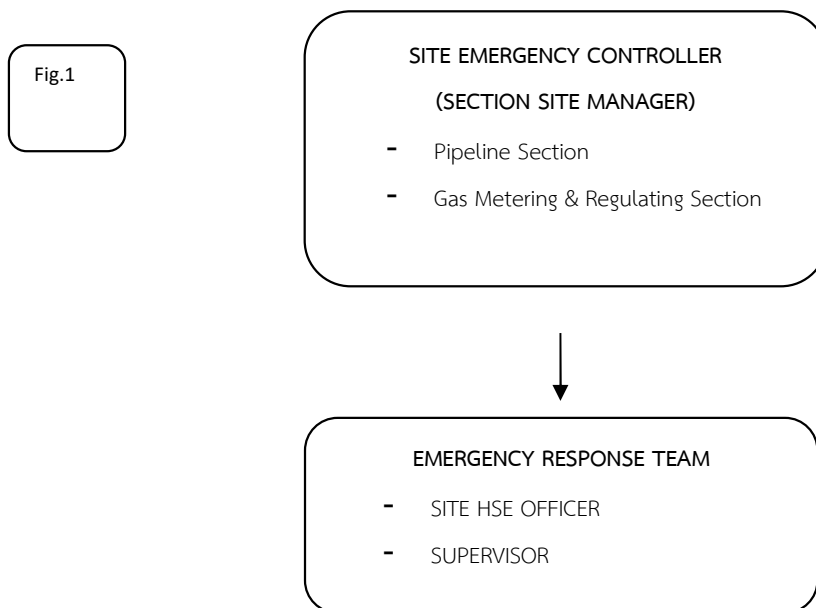 Fig.1
SITE EMERGENCY CONTROLLER
(SECTION SITE MANAGER)
- Pipeline Section
- Gas Metering & Regulating Section
EMERGENCY RESPONSE TEAM
- SITE HSE OFFICER
- SUPERVISOR